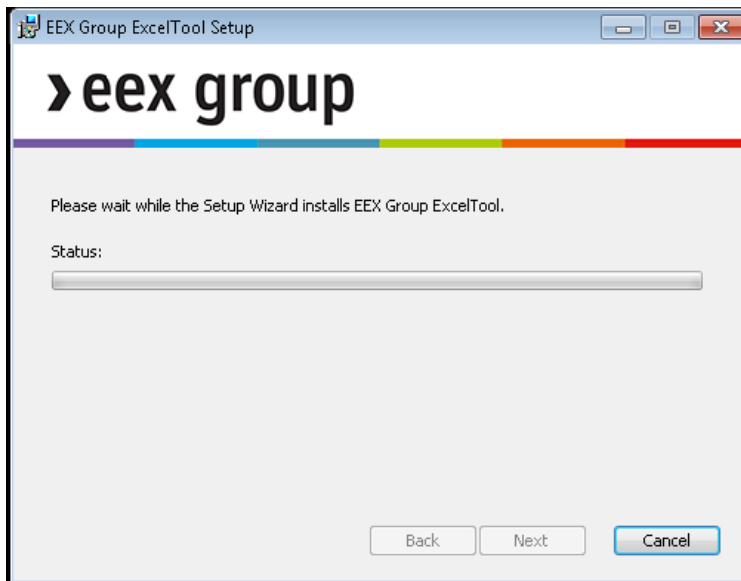 EEX Group ExcelTool Setup
eex group
Please wait while the Setup Wizard installs EEX Group ExcelTool.
Status:
Back Next Cancel